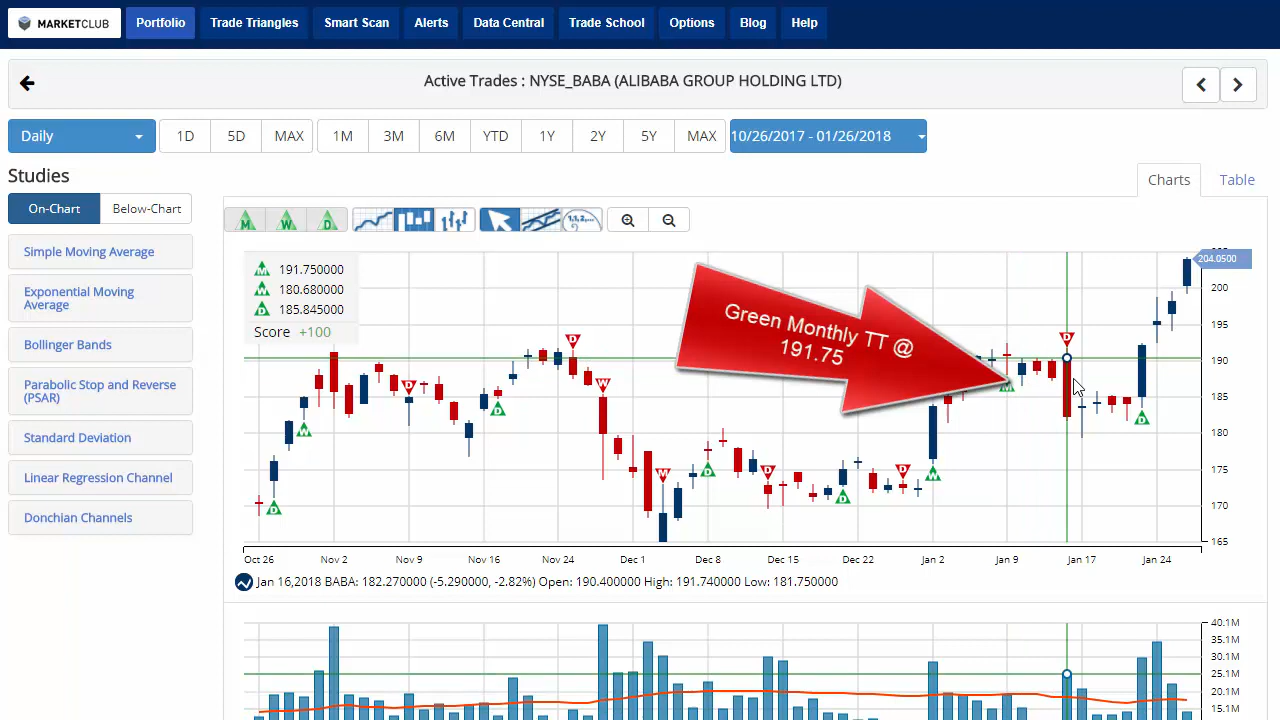 MARKETCLUB Portfolio Trade Triangles Smart Scan Alerts Data Central Trade School Options Blog Help
Active Trades : NYSE_BABA (ALIBABA GROUP HOLDING LTD)
Daily 1D 5D MAX 1M 3M 6M YTD 1Y 2Y 5Y MAX 10/26/2017 - 01/26/2018
Studies
Charts Table
On-Chart Below-Chart
M W D
Simple Moving Average
Exponential Moving
Average
Bollinger Bands
Parabolic Stop and Reverse
(PSAR)
Standard Deviation
Linear Regression Channel
Donchian Channels
M 191.750000
W 180.680000
D 185.845000
Score +100
Green Monthly TT @
191.75
204.0500
200
195
190
185
180
175
170
165
Oct 26 Nov 2 Nov 9 Nov 16 Nov 24 Dec 1 Dec 8 Dec 15 Dec 22 Jan 2 Jan 9 Jan 17 Jan 24
Jan 16,2018 BABA: 182.270000 (-5.290000, -2.82%) Open: 190.400000 High: 191.740000 Low: 181.750000
40.1M
35.1M
30.1M
25.1M
20.1M
15.1M